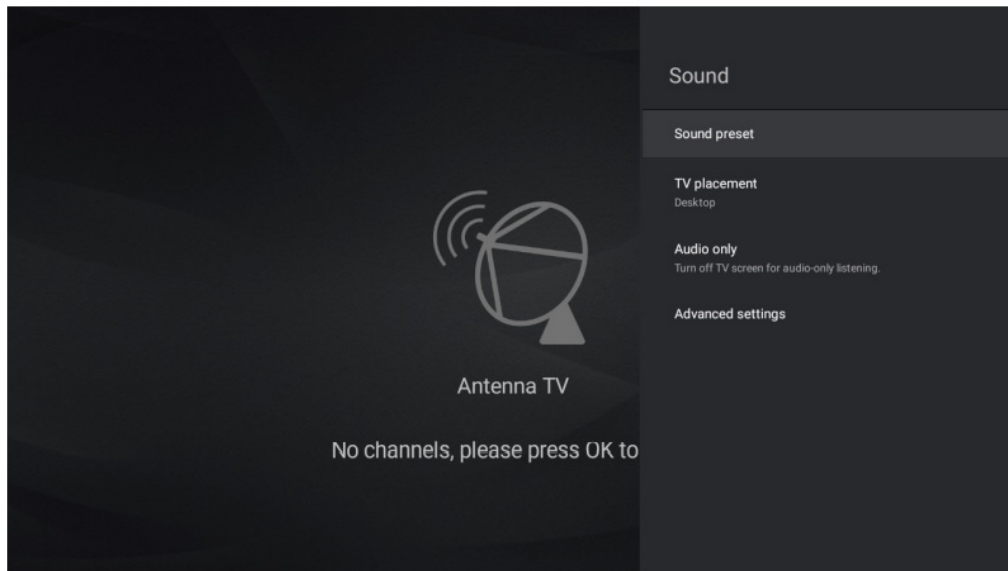 Sound
Sound preset
TV placement
Desktop
Audio only
Turn off TV screen for audio-only listening.
Advanced settings
Antenna TV
No channels, please press OK to